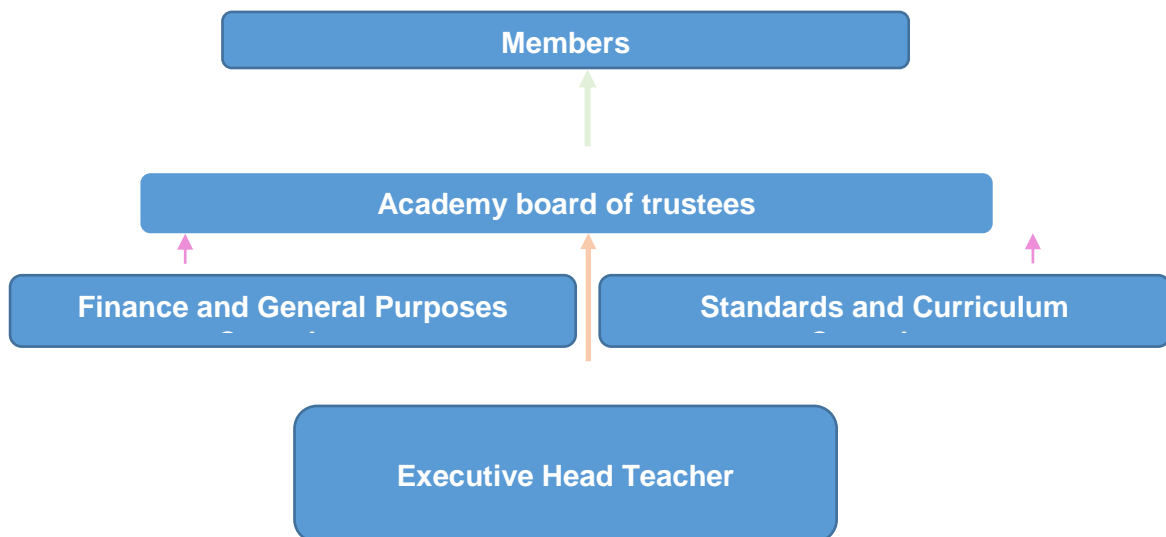 Members
Academy board of trustees
Finance and General Purposes
Standards and Curriculum
Executive Head Teacher